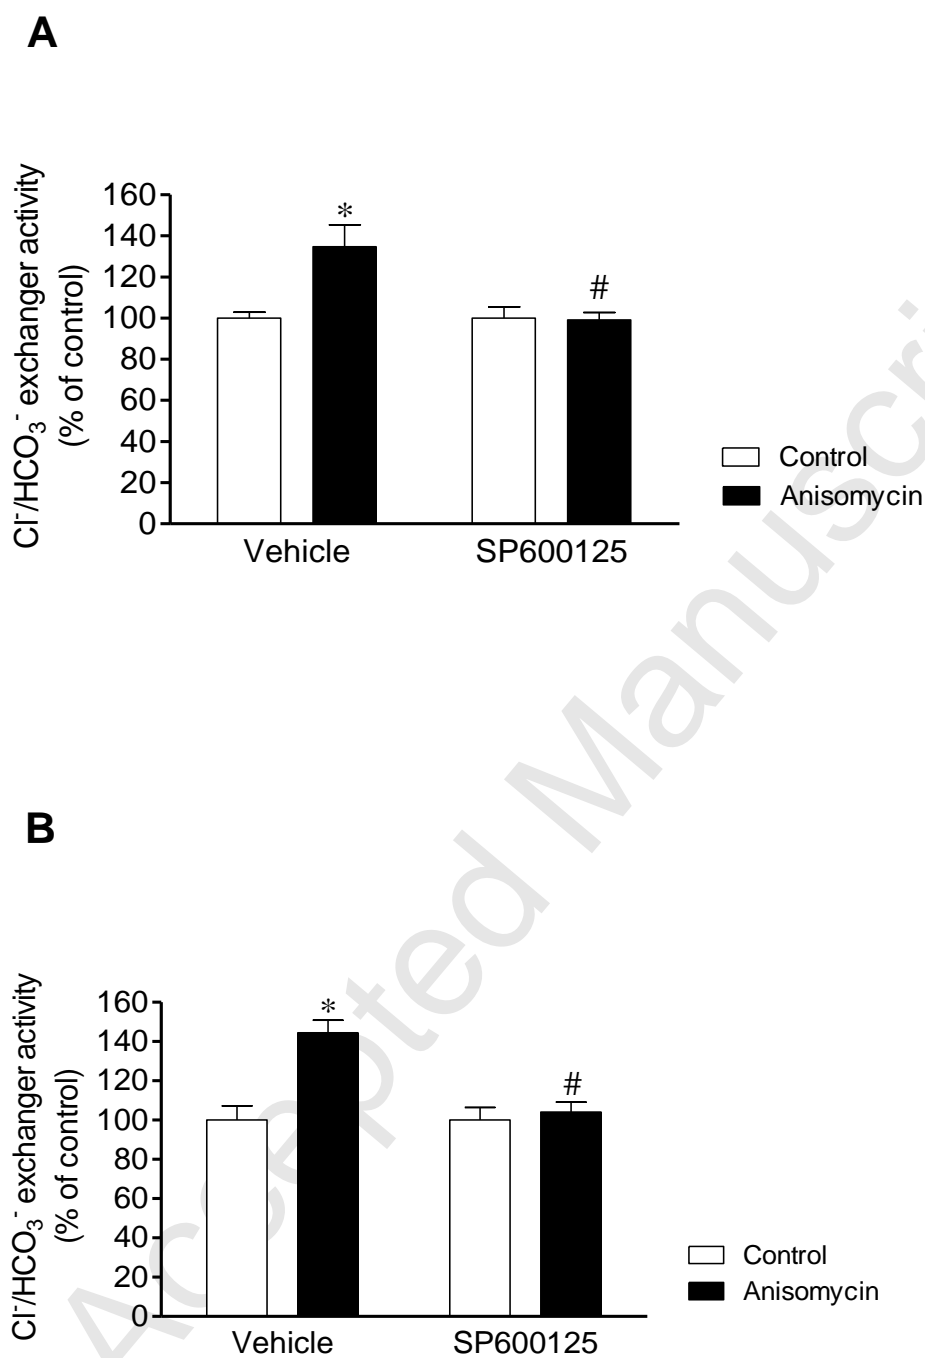 A
Cl⁻/HCO₃⁻ exchanger activity
(% of control)
160
140
120
100
80
60
40
20
0
*
#
Vehicle
SP600125
Control
Anisomycin
B
Cl⁻/HCO₃⁻ exchanger activity
(% of control)
160
140
120
100
80
60
40
20
0
*
#
Vehicle
SP600125
Control
Anisomycin
Accepted Manuscri